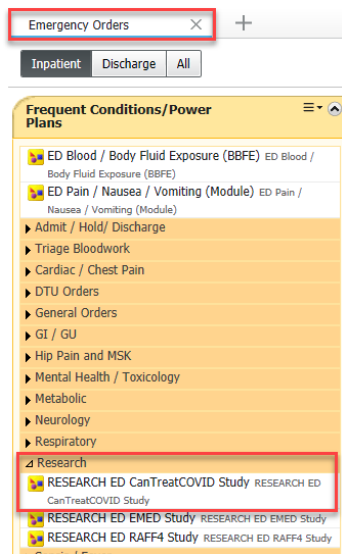 Emergency Orders
Inpatient Discharge All
Frequent Conditions/Power
Plans
ED Blood / Body Fluid Exposure (BBFE) ED Blood /
Body Fluid Exposure (BBFE)
ED Pain / Nausea / Vomiting (Module) ED Pain /
Nausea / Vomiting (Module)
Admit / Hold/ Discharge
Triage Bloodwork
Cardiac / Chest Pain
DTU Orders
General Orders
GI / GU
Hip Pain and MSK
Mental Health / Toxicology
Metabolic
Neurology
Respiratory
Research
RESEARCH ED CanTreatCOVID Study RESEARCH ED
CanTreatCOVID Study
RESEARCH ED EMED Study RESEARCH ED EMED Study
RESEARCH ED RAFF4 Study RESEARCH ED RAFF4 Study